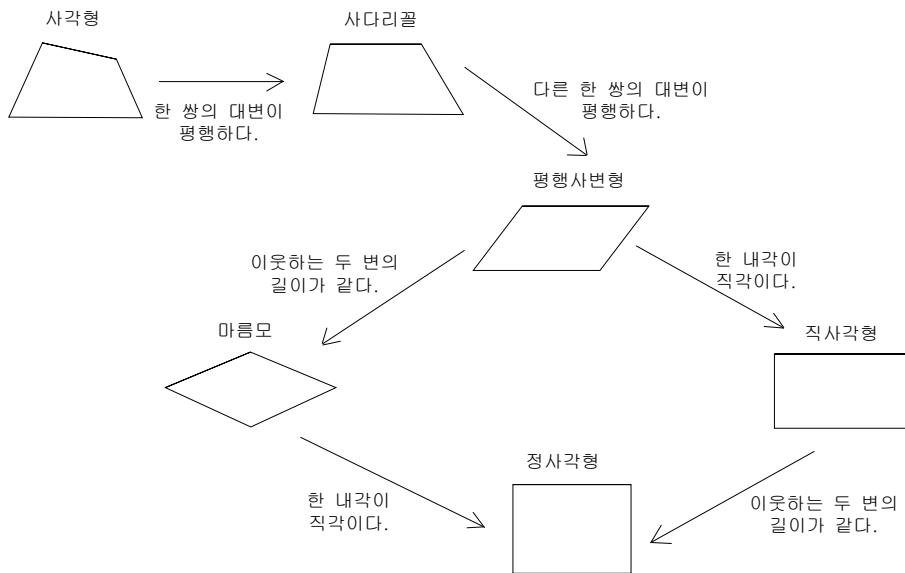 사각형
사다리꼴
한 쌍의 대변이
평행하다.
다른 한 쌍의 대변이
평행하다.
평행사변형
이웃하는 두 변의
길이가 같다.
한 내각이
직각이다.
마름모
직사각형
정사각형
한 내각이
직각이다.
이웃하는 두 변의
길이가 같다.